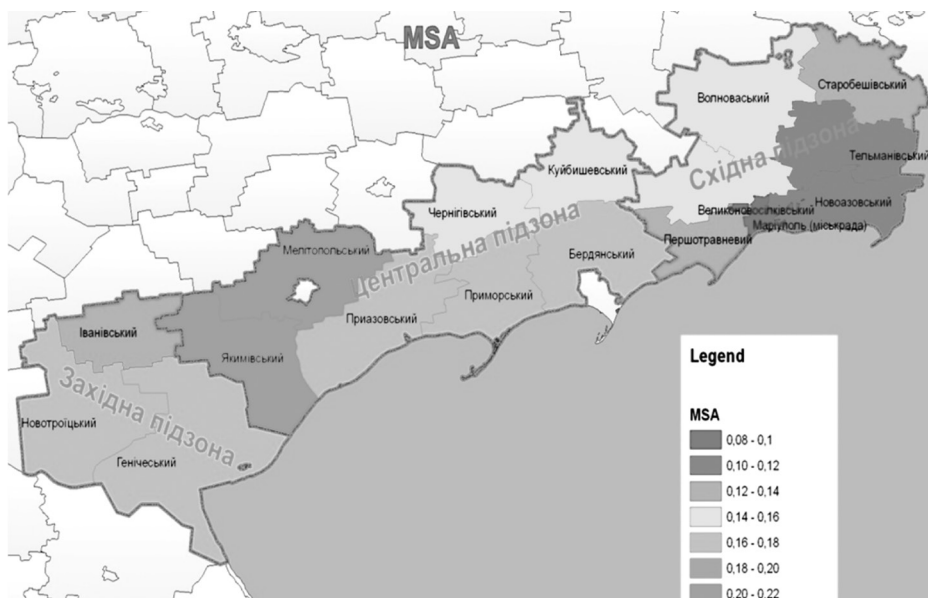 MSA
Старобешівський
Волноваський
Східна підзона
Тельманівський
Куйбишевський
Новоазовський
Великоновосілківський
Чернігівський
Маріуполь (міськрада)
Першотравневий
Мелітопольський
Центральна підзона
Бердянський
Приморський
Приазовський
Іванівський
Якимівський
Західна підзона
Новотроїцький
Генічеський
Legend
MSA
0,08 - 0,1
0,10 - 0,12
0,12 - 0,14
0,14 - 0,16
0,16 - 0,18
0,18 - 0,20
0,20 - 0,22